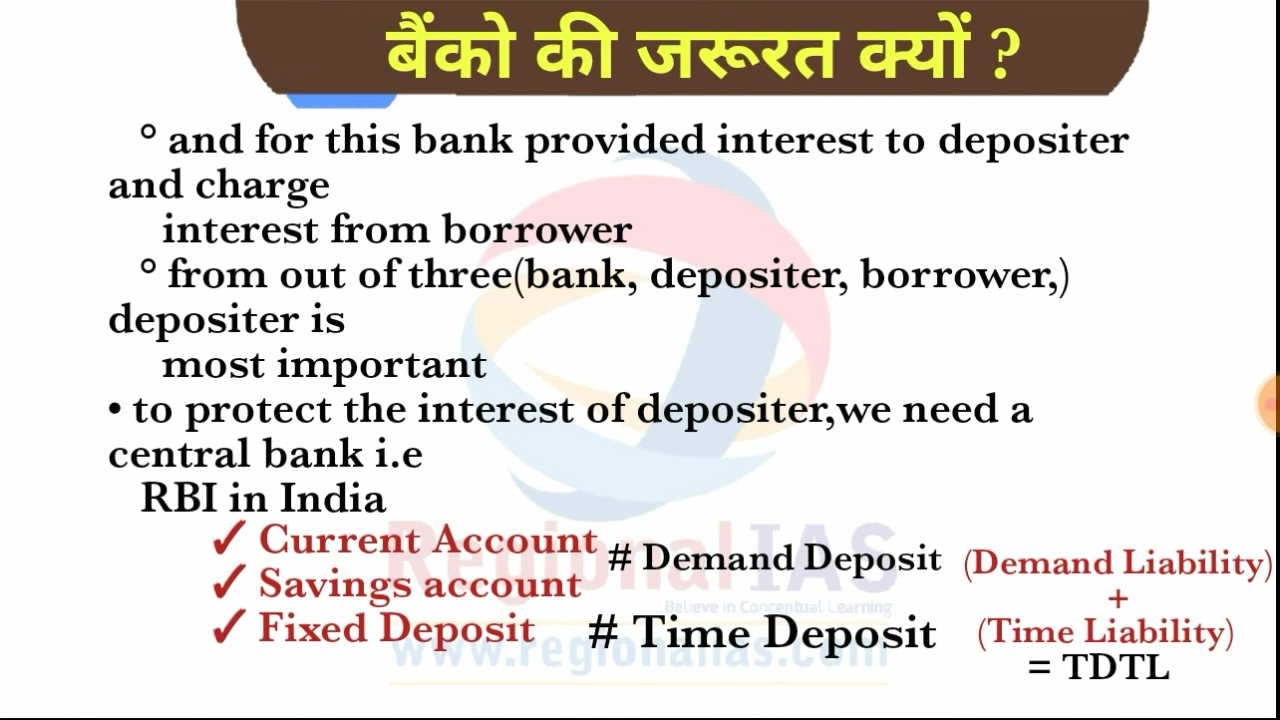 बैंको की जरूरत क्यों ?
° and for this bank provided interest to depositer
and charge
interest from borrower
° from out of three(bank, depositer, borrower,)
depositer is
most important
• to protect the interest of depositer,we need a
central bank i.e
RBI in India
✓ Current Account
✓ Savings account
# Demand Deposit (Demand Liability)
+
✓ Fixed Deposit # Time Deposit (Time Liability)
= TDTL
Regional IAS
..Believe in Conceptual Learning
www.regionalias.com